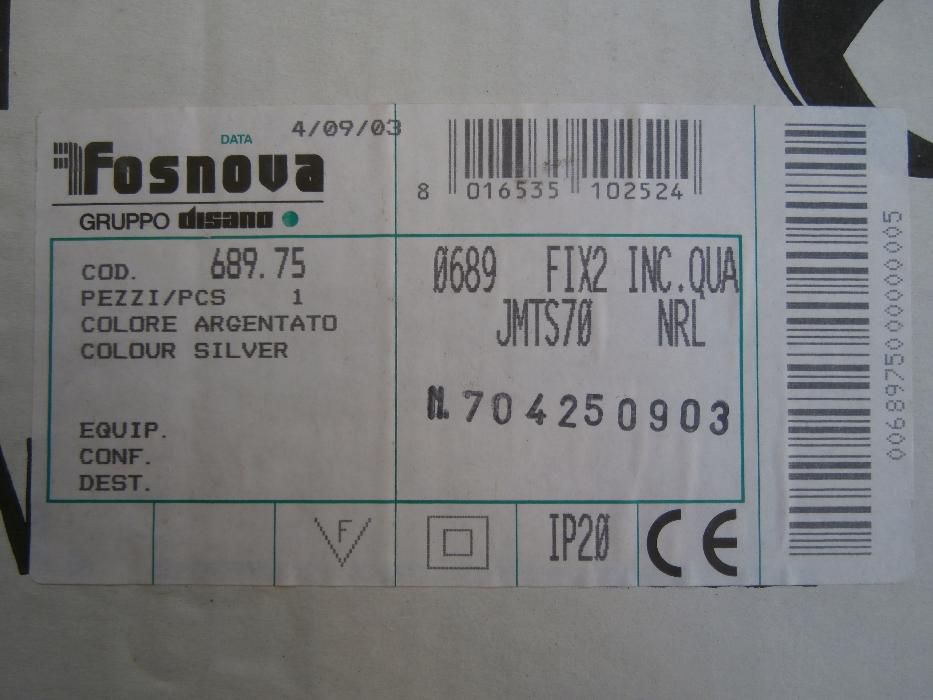 DATA 4/09/03
Fosnova
GRUPPO disano
8 016535 102524
COD. 689.75
PEZZI/PCS 1
COLORE ARGENTATO
COLOUR SILVER
EQUIP.
CONF.
DEST.
0689 FIX2 INC.QUA
JMTS70 NRL
N. 704250903
F
IP20
CE
00689750000000005